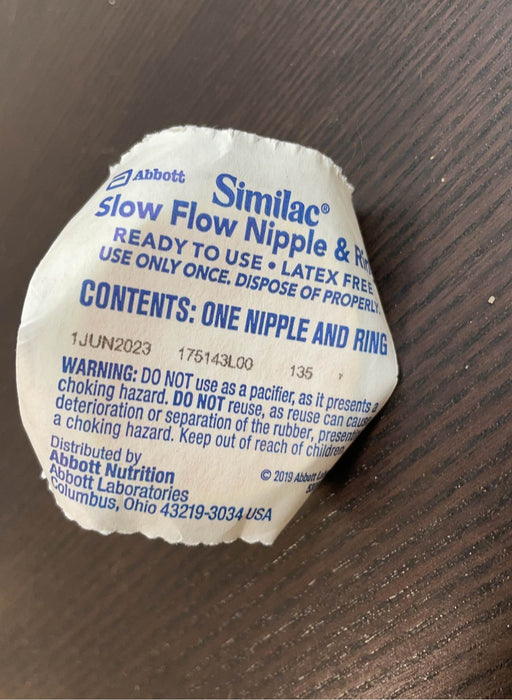 Abbott
Similac®
Slow Flow Nipple &
READY TO USE • LATEX FREE
USE ONLY ONCE. DISPOSE OF PROPERLY.
CONTENTS: ONE NIPPLE AND RING
1JUN2023 175143L00 135
WARNING: DO NOT use as a pacifier, as it presents a
choking hazard. DO NOT reuse, as reuse can
deterioration or separation of the rubber,
a choking hazard. Keep out of reach of children
Distributed by
Abbott Nutrition
Abbott Laboratories
Columbus, Ohio 43219-3034 USA
© 2019 Abbott